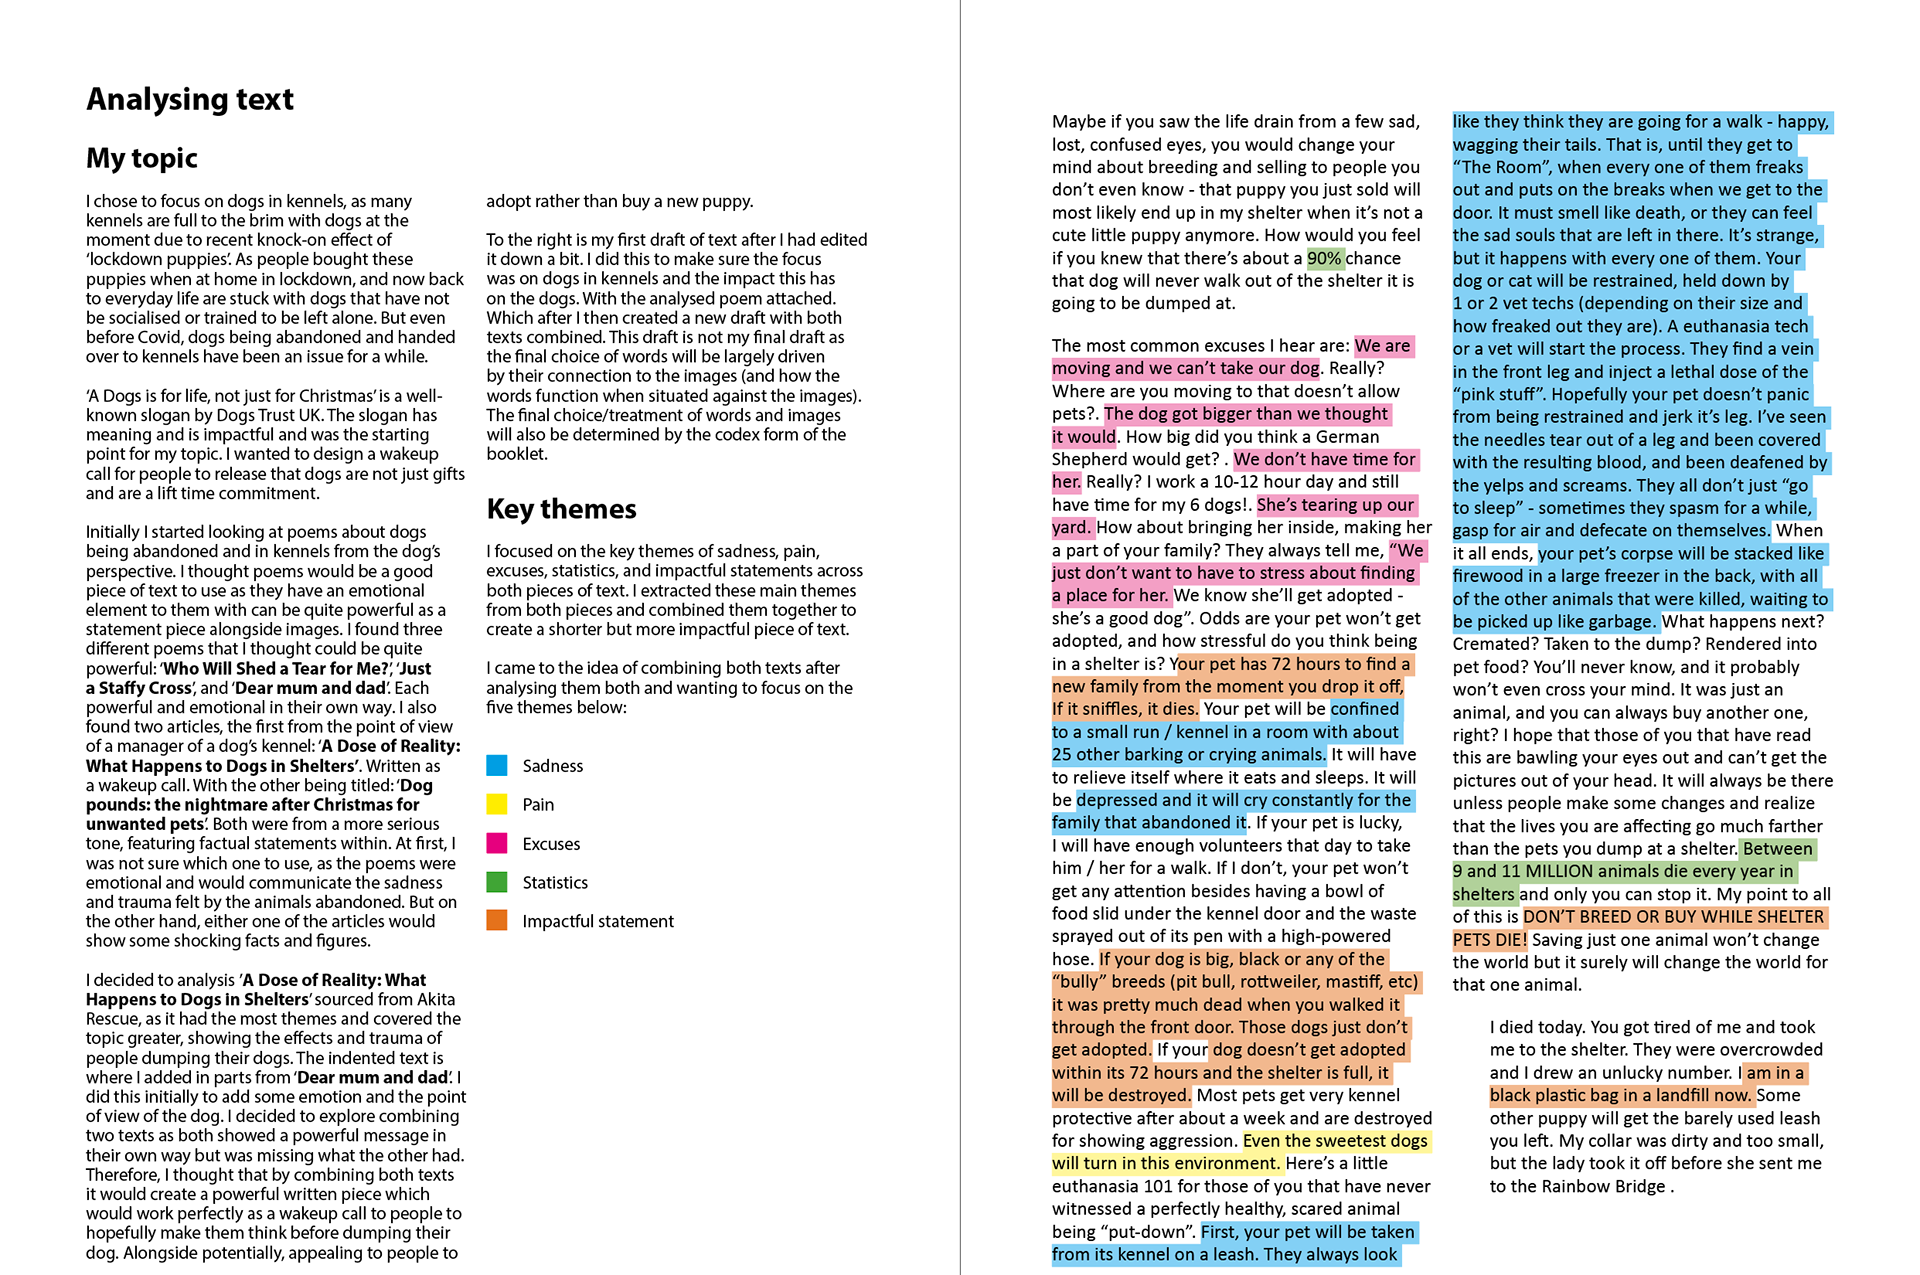 Analysing text
My topic
I chose to focus on dogs in kennels, as many
kennels are full to the brim with dogs at the
moment due to recent knock-on effect of
‘lockdown puppies’. As people bought these
puppies when at home in lockdown, and now back
to everyday life are stuck with dogs that have not
be socialised or trained to be left alone. But even
before Covid, dogs being abandoned and handed
over to kennels have been an issue for a while.
‘A Dogs is for life, not just for Christmas’ is a well-
known slogan by Dogs Trust UK. The slogan has
meaning and is impactful and was the starting
point for my topic. I wanted to design a wakeup
call for people to release that dogs are not just gifts
and are a lift time commitment.
Initially I started looking at poems about dogs
being abandoned and in kennels from the dog’s
perspective. I thought poems would be a good
piece of text to use as they have an emotional
element to them with can be quite powerful as a
statement piece alongside images. I found three
different poems that I thought could be quite
powerful: ‘Who Will Shed a Tear for Me?’, ‘Just
a Staffy Cross’, and ‘Dear mum and dad’. Each
powerful and emotional in their own way. I also
found two articles, the first from the point of view
of a manager of a dog’s kennel: ‘A Dose of Reality:
What Happens to Dogs in Shelters’. Written as
a wakeup call. With the other being titled: ‘Dog
pounds: the nightmare after Christmas for
unwanted pets’. Both were from a more serious
tone, featuring factual statements within. At first, I
was not sure which one to use, as the poems were
emotional and would communicate the sadness
and trauma felt by the animals abandoned. But on
the other hand, either one of the articles would
show some shocking facts and figures.
I decided to analysis ’A Dose of Reality: What
Happens to Dogs in Shelters’ sourced from Akita
Rescue, as it had the most themes and covered the
topic greater, showing the effects and trauma of
people dumping their dogs. The indented text is
where I added in parts from ‘Dear mum and dad’. I
did this initially to add some emotion and the point
of view of the dog. I decided to explore combining
two texts as both showed a powerful message in
their own way but was missing what the other had.
Therefore, I thought that by combining both texts
it would create a powerful written piece which
would work perfectly as a wakeup call to people to
hopefully make them think before dumping their
dog. Alongside potentially, appealing to people to
adopt rather than buy a new puppy.
To the right is my first draft of text after I had edited
it down a bit. I did this to make sure the focus
was on dogs in kennels and the impact this has
on the dogs. With the analysed poem attached.
Which after I then created a new draft with both
texts combined. This draft is not my final draft as
the final choice of words will be largely driven
by their connection to the images (and how the
words function when situated against the images).
The final choice/treatment of words and images
will also be determined by the codex form of the
booklet.
Key themes
I focused on the key themes of sadness, pain,
excuses, statistics, and impactful statements across
both pieces of text. I extracted these main themes
from both pieces and combined them together to
create a shorter but more impactful piece of text.
I came to the idea of combining both texts after
analysing them both and wanting to focus on the
five themes below:
Sadness
Pain
Excuses
Statistics
Impactful statement
Maybe if you saw the life drain from a few sad,
lost, confused eyes, you would change your
mind about breeding and selling to people you
don’t even know - that puppy you just sold will
most likely end up in my shelter when it’s not a
cute little puppy anymore. How would you feel
if you knew that there’s about a 90% chance
that dog will never walk out of the shelter it is
going to be dumped at.
The most common excuses I hear are: We are
moving and we can’t take our dog. Really?
Where are you moving to that doesn’t allow
pets?. The dog got bigger than we thought
it would. How big did you think a German
Shepherd would get? . We don’t have time for
her. Really? I work a 10-12 hour day and still
have time for my 6 dogs!. She’s tearing up our
yard. How about bringing her inside, making her
a part of your family? They always tell me, “We
just don’t want to have to stress about finding
a place for her. We know she’ll get adopted -
she’s a good dog”. Odds are your pet won’t get
adopted, and how stressful do you think being
in a shelter is? Your pet has 72 hours to find a
new family from the moment you drop it off,
If it sniffles, it dies. Your pet will be confined
to a small run / kennel in a room with about
25 other barking or crying animals. It will have
to relieve itself where it eats and sleeps. It will
be depressed and it will cry constantly for the
family that abandoned it. If your pet is lucky,
I will have enough volunteers that day to take
him / her for a walk. If I don’t, your pet won’t
get any attention besides having a bowl of
food slid under the kennel door and the waste
sprayed out of its pen with a high-powered
hose. If your dog is big, black or any of the
“bully” breeds (pit bull, rottweiler, mastiff, etc)
it was pretty much dead when you walked it
through the front door. Those dogs just don’t
get adopted. If your dog doesn’t get adopted
within its 72 hours and the shelter is full, it
will be destroyed. Most pets get very kennel
protective after about a week and are destroyed
for showing aggression. Even the sweetest dogs
will turn in this environment. Here’s a little
euthanasia 101 for those of you that have never
witnessed a perfectly healthy, scared animal
being “put-down”. First, your pet will be taken
from its kennel on a leash. They always look
like they think they are going for a walk - happy,
wagging their tails. That is, until they get to
“The Room”, when every one of them freaks
out and puts on the breaks when we get to the
door. It must smell like death, or they can feel
the sad souls that are left in there. It’s strange,
but it happens with every one of them. Your
dog or cat will be restrained, held down by
1 or 2 vet techs (depending on their size and
how freaked out they are). A euthanasia tech
or a vet will start the process. They find a vein
in the front leg and inject a lethal dose of the
“pink stuff”. Hopefully your pet doesn’t panic
from being restrained and jerk it’s leg. I’ve seen
the needles tear out of a leg and been covered
with the resulting blood, and been deafened by
the yelps and screams. They all don’t just “go
to sleep” - sometimes they spasm for a while,
gasp for air and defecate on themselves. When
it all ends, your pet’s corpse will be stacked like
firewood in a large freezer in the back, with all
of the other animals that were killed, waiting to
be picked up like garbage. What happens next?
Cremated? Taken to the dump? Rendered into
pet food? You’ll never know, and it probably
won’t even cross your mind. It was just an
animal, and you can always buy another one,
right? I hope that those of you that have read
this are bawling your eyes out and can’t get the
pictures out of your head. It will always be there
unless people make some changes and realize
that the lives you are affecting go much farther
than the pets you dump at a shelter. Between
9 and 11 MILLION animals die every year in
shelters and only you can stop it. My point to all
of this is DON’T BREED OR BUY WHILE SHELTER
PETS DIE! Saving just one animal won’t change
the world but it surely will change the world for
that one animal.
I died today. You got tired of me and took
me to the shelter. They were overcrowded
and I drew an unlucky number. I am in a
black plastic bag in a landfill now. Some
other puppy will get the barely used leash
you left. My collar was dirty and too small,
but the lady took it off before she sent me
to the Rainbow Bridge .